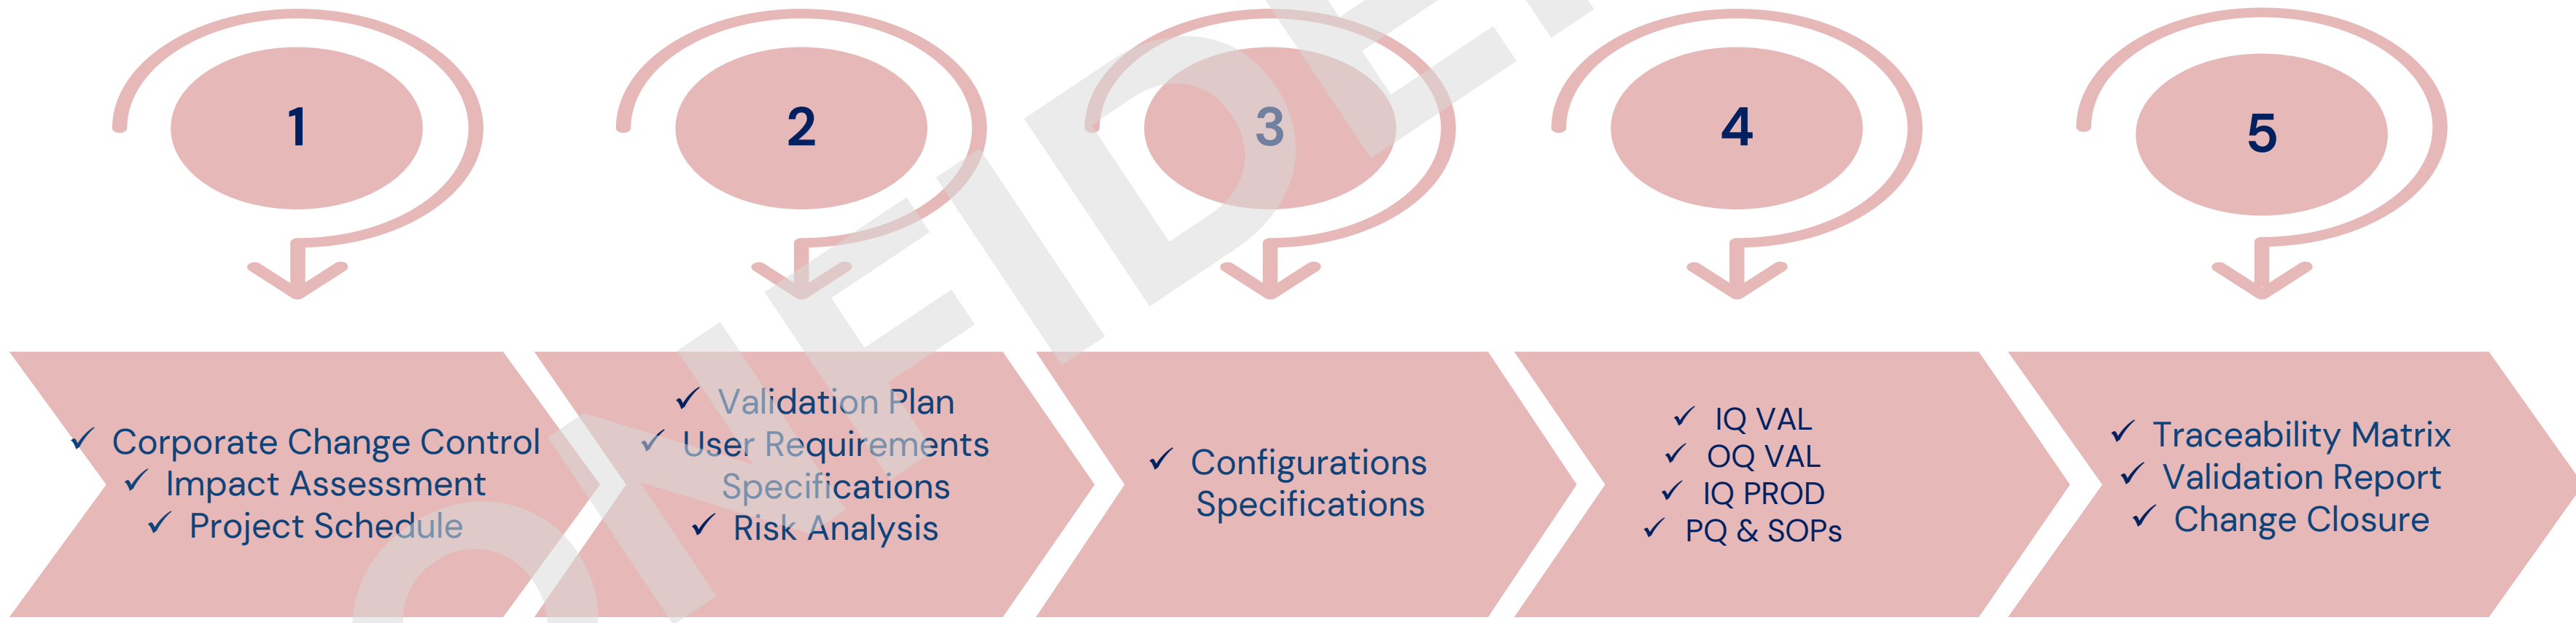 1
2
3
4
5
✓ Corporate Change Control
✓ Impact Assessment
✓ Project Schedule
✓ Validation Plan
✓ User Requirements
Specifications
✓ Risk Analysis
✓ Configurations
Specifications
✓ IQ VAL
✓ OQ VAL
✓ IQ PROD
✓ PQ & SOPs
✓ Traceability Matrix
✓ Validation Report
✓ Change Closure